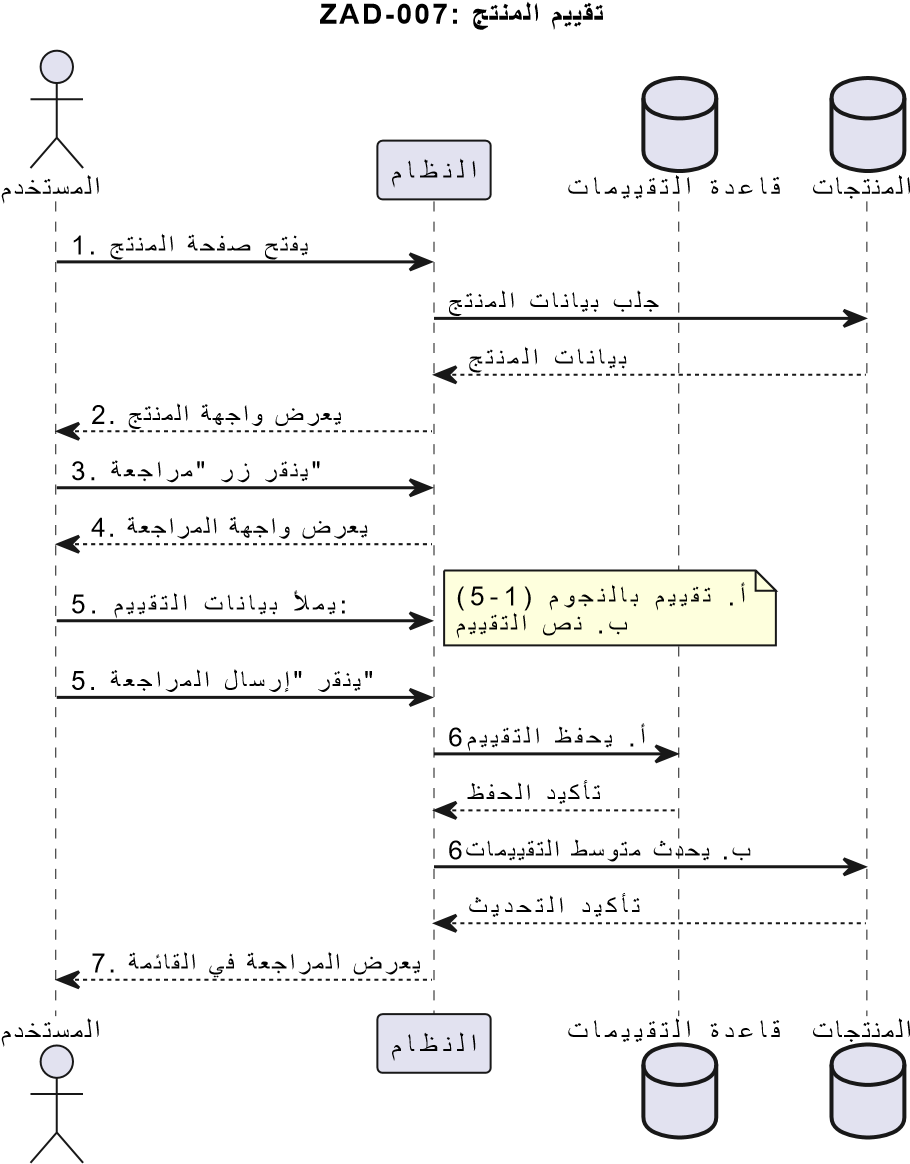 ZAD-007: تقييم المنتج
المستخدم
النظام
قاعدة التقييمات
المنتجات
1. يفتح صفحة المنتج
جلب بيانات المنتج
بيانات المنتج
2. يعرض واجهة المنتج
3. ينقر زر "مراجعة"
4. يعرض واجهة المراجعة
5. يملأ بيانات التقييم:
أ. تقييم بالنجوم (1-5)
ب. نص التقييم
5. ينقر "إرسال المراجعة"
6أ. يحفظ التقييم
تأكيد الحفظ
6ب. يحدث متوسط التقييمات
تأكيد التحديث
7. يعرض المراجعة في القائمة
المستخدم
النظام
قاعدة التقييمات
المنتجات